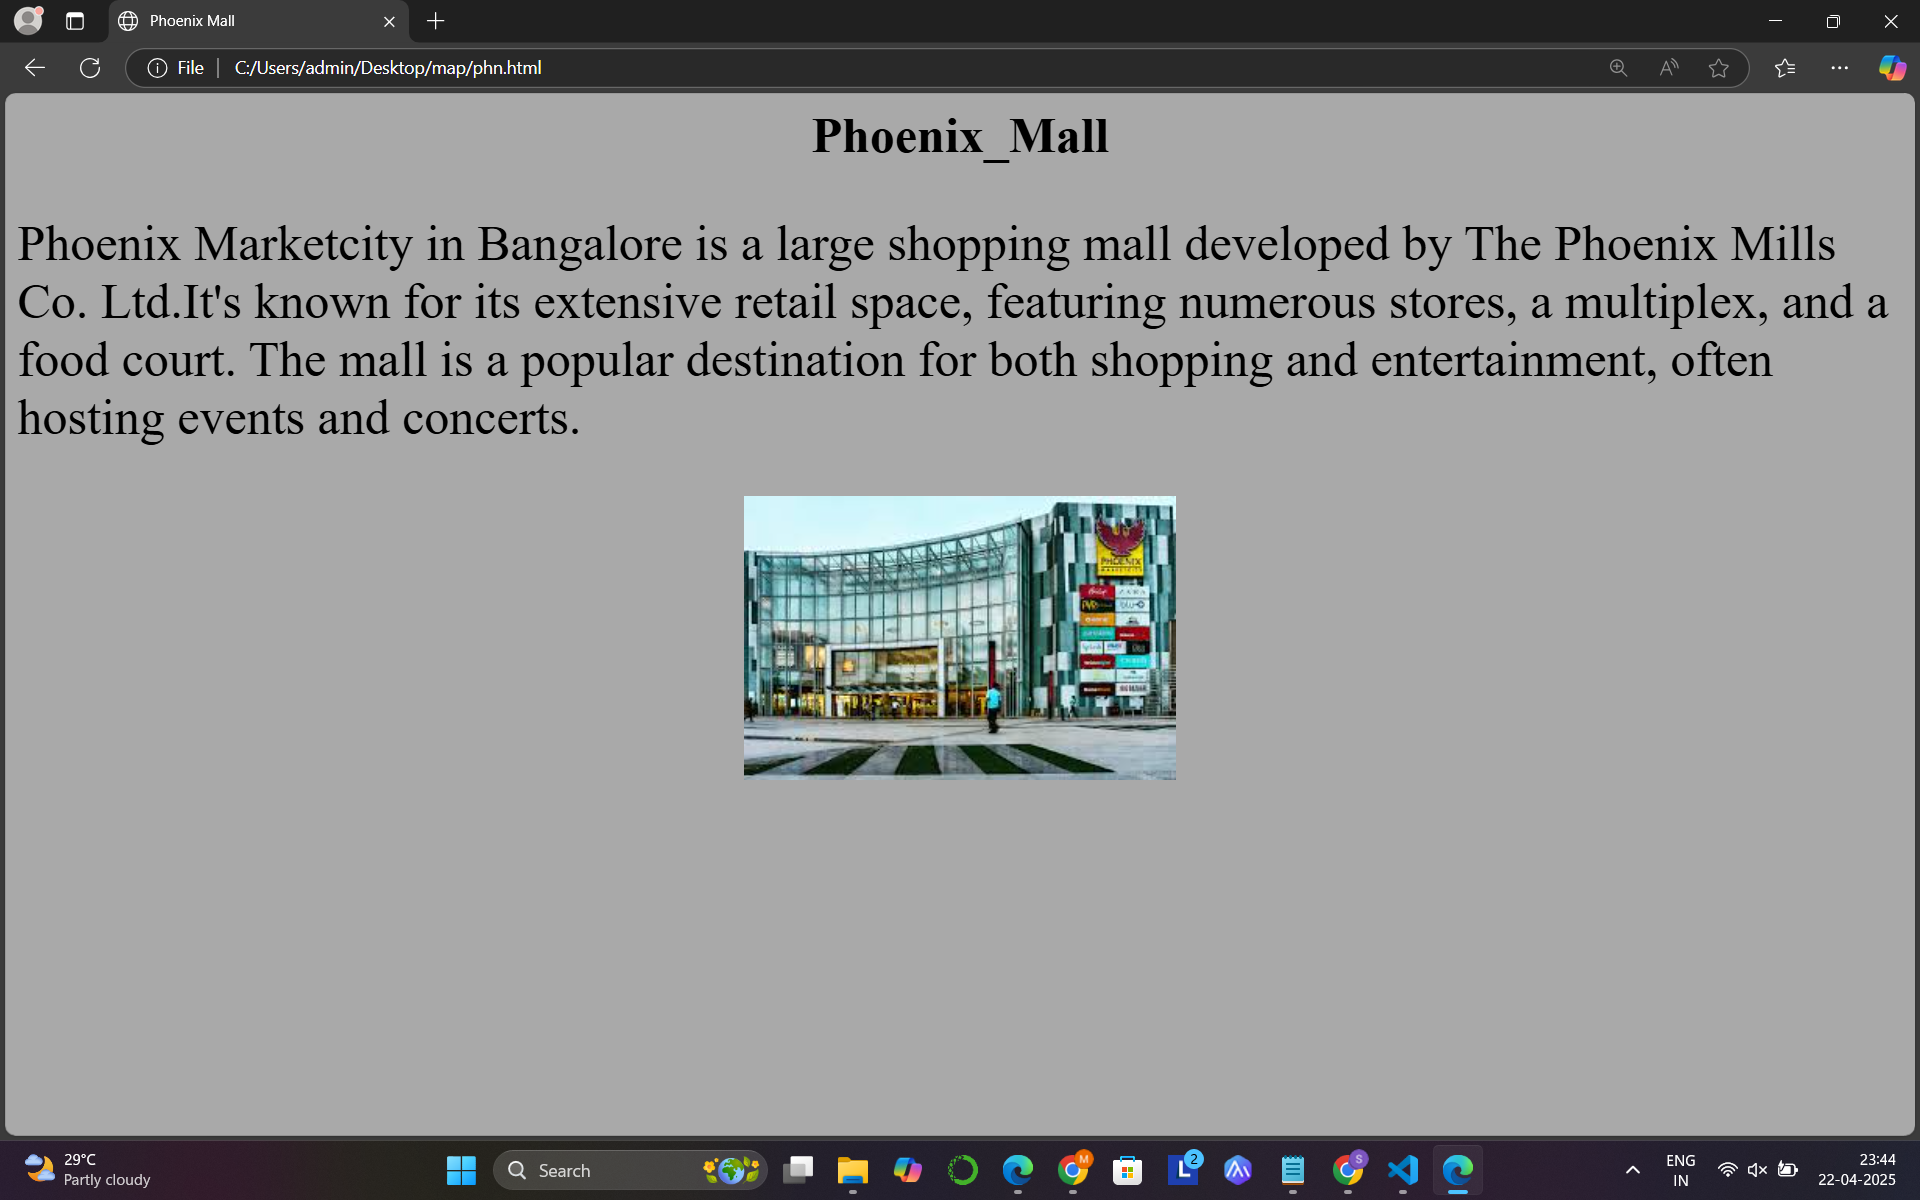 Phoenix Mall
File
C:/Users/admin/Desktop/map/phn.html
Phoenix_Mall
Phoenix Marketcity in Bangalore is a large shopping mall developed by The Phoenix Mills
Co. Ltd.It's known for its extensive retail space, featuring numerous stores, a multiplex, and a
food court. The mall is a popular destination for both shopping and entertainment, often
hosting events and concerts.
PHOENIX
29°C
Partly cloudy
Search
2
M
S
ENG
IN
23:44
22-04-2025